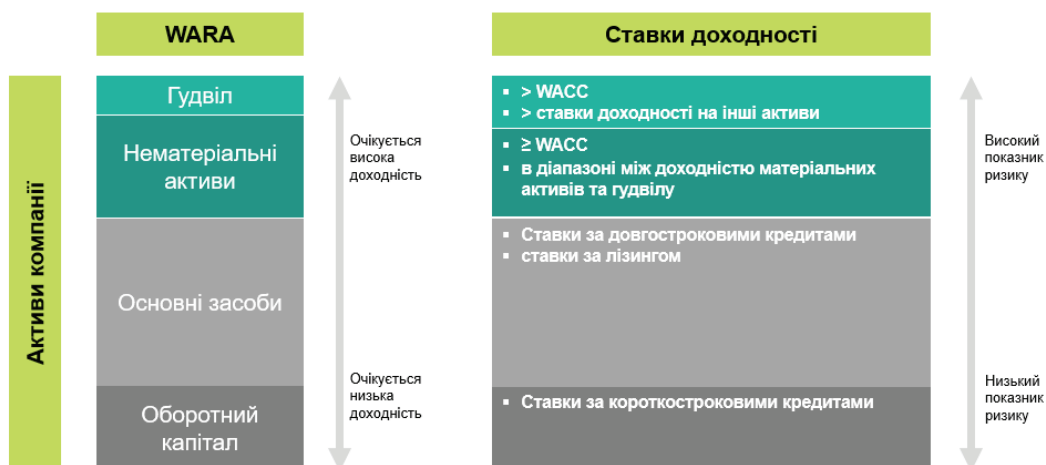 WARA
Ставки доходності
Активи компанії
Гудвіл
Нематеріальні
активи
Основні засоби
Оборотний
капітал
Очікується
висока
доходність
Очікується
низька
доходність
▪ > WACC
▪ > ставки доходності на інші активи
▪ ≥ WACC
▪ в діапазоні між доходністю матеріальних
активів та гудвілу
▪ Ставки за довгостроковими кредитами
▪ ставки за лізингом
▪ Ставки за короткостроковими кредитами
Високий
показник
ризику
Низький
показник
ризику